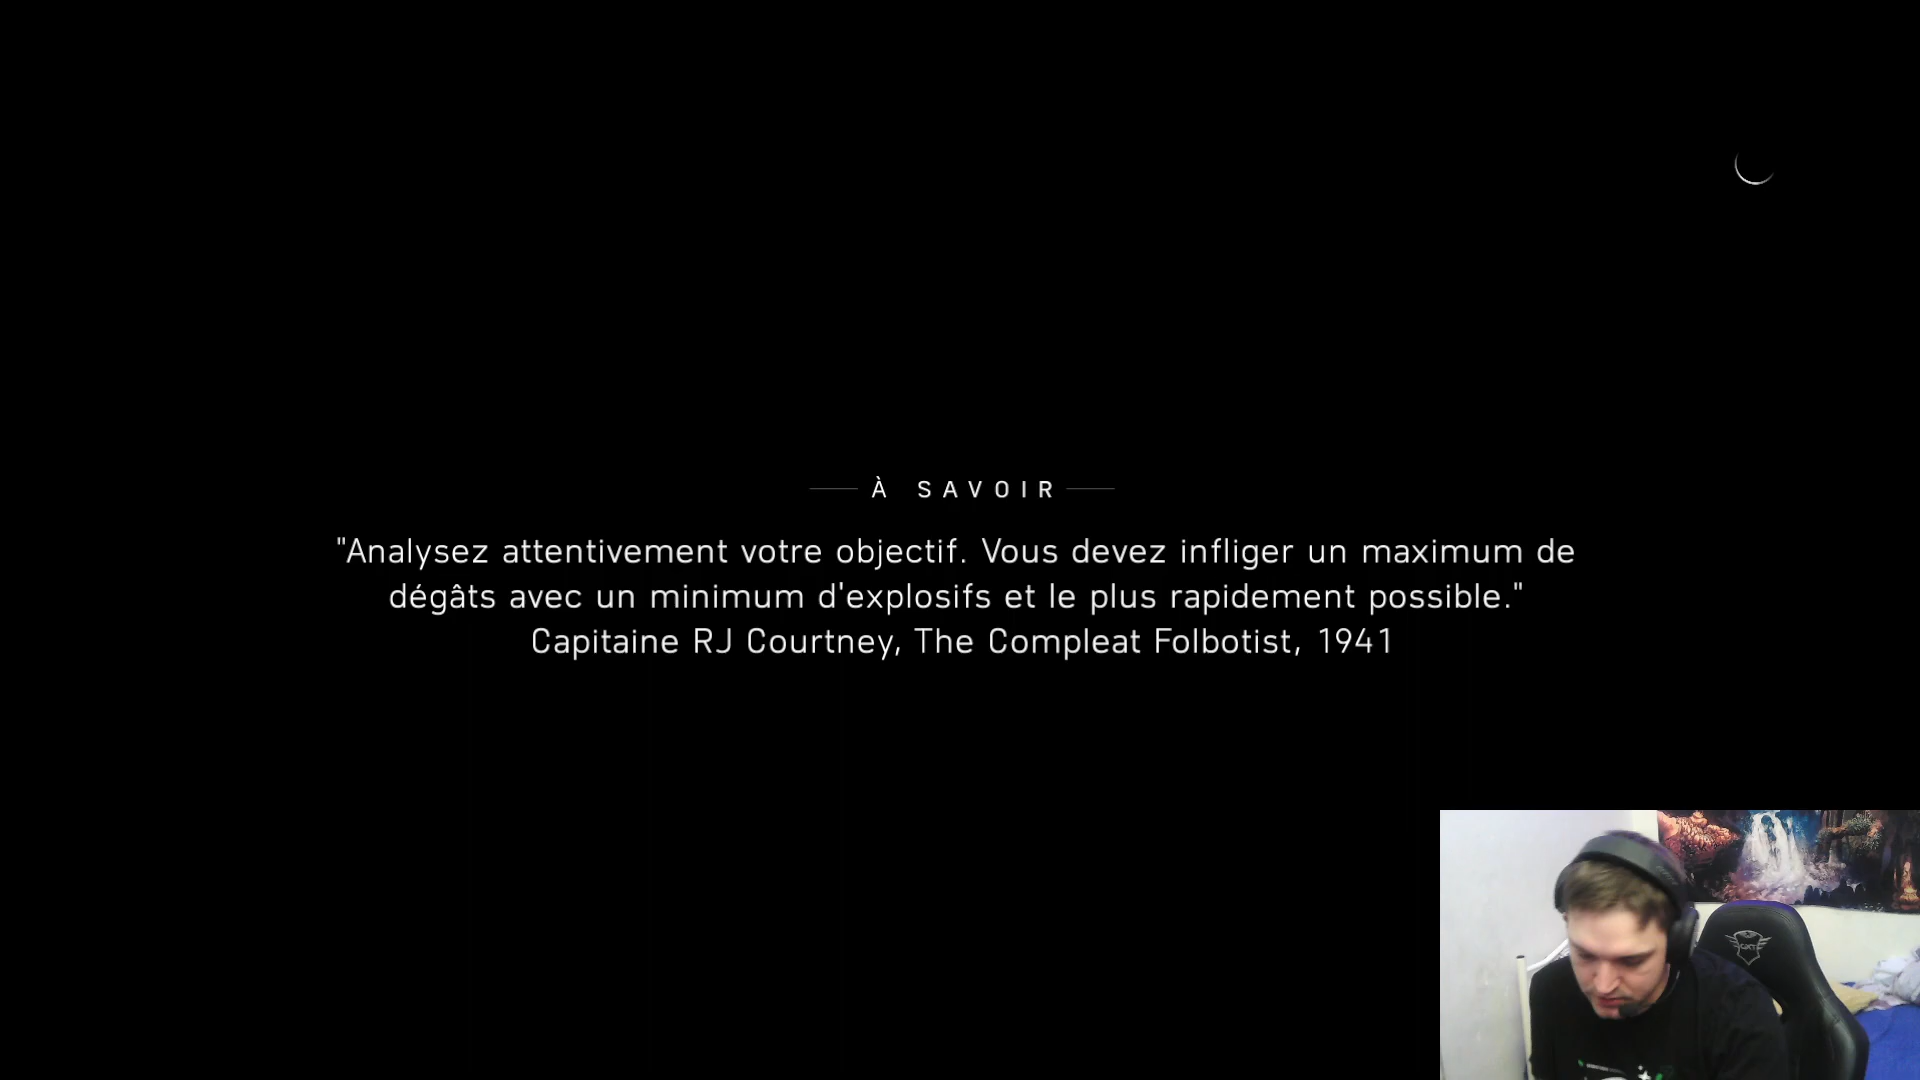 À SAVOIR
"Analysez attentivement votre objectif. Vous devez infliger un maximum de
dégâts avec un minimum d'explosifs et le plus rapidement possible."
Capitaine RJ Courtney, The Compleat Folbotist, 1941
GXT